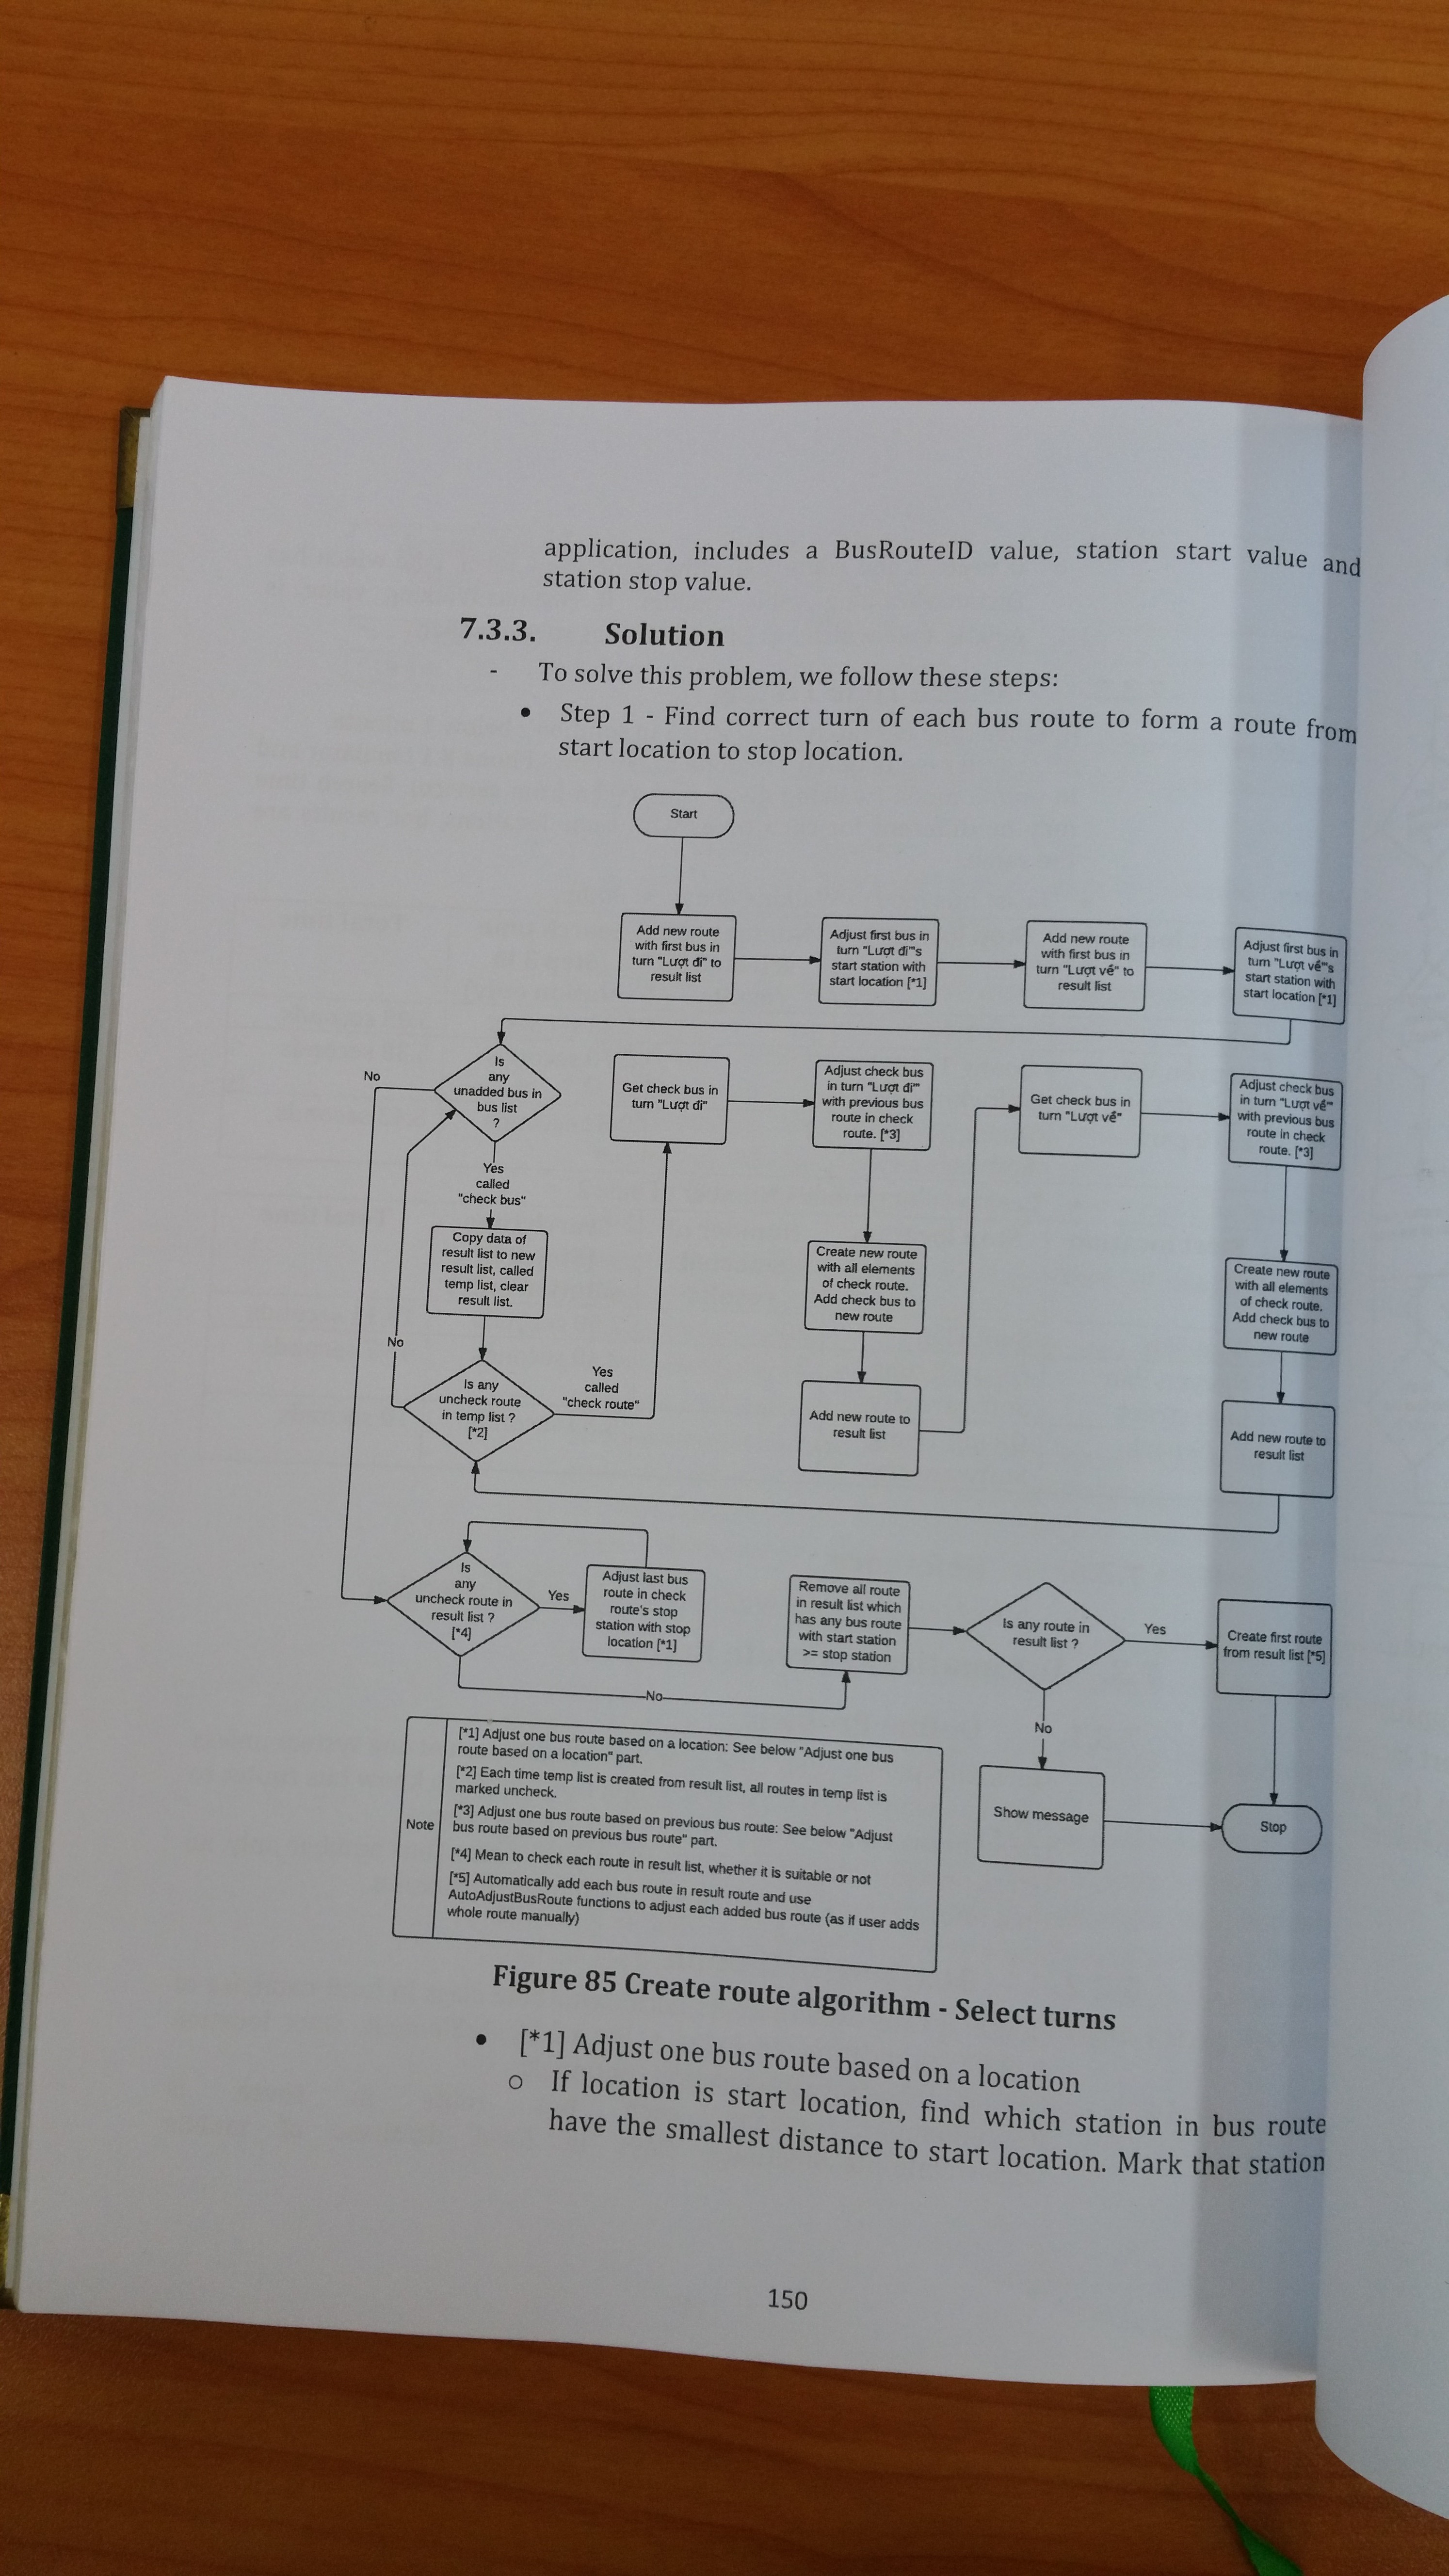 application, includes a BusRouteID value, station start value and
station stop value.
7.3.3. Solution
- To solve this problem, we follow these steps:
• Step 1 - Find correct turn of each bus route to form a route from
start location to stop location.
Start
Add new route
with first bus in
turn "Lượt đi" to
result list
Adjust first bus in
turn "Lượt đi"'s
start station with
start location [*1]
Add new route
with first bus in
turn "Lượt về" to
result list
Adjust first bus in
turn "Lượt về"'s
start station with
start location [*1]
No
Is
any
unadded bus in
bus list
?
Get check bus in
turn "Lượt đi"
Adjust check bus
in turn "Lượt đi"
with previous bus
route in check
route. [*3]
Get check bus in
turn "Lượt về"
Adjust check bus
in turn "Lượt về"
with previous bus
route in check
route. [*3]
Yes
called
"check bus"
Copy data of
result list to new
result list, called
temp list, clear
result list.
Create new route
with all elements
of check route.
Add check bus to
new route
Create new route
with all elements
of check route.
Add check bus to
new route
No
Is any
uncheck route
in temp list ?
[*2]
Yes
called
"check route"
Add new route to
result list
Add new route to
result list
Is
any
uncheck route in
result list ?
[*4]
Yes
Adjust last bus
route in check
route's stop
station with stop
location [*1]
Remove all route
in result list which
has any bus route
with start station
>= stop station
Is any route in
result list ?
Yes
Create first route
from result list [*5]
No
No
Show message
Stop
Note
[*1] Adjust one bus route based on a location: See below "Adjust one bus
route based on a location" part.
[*2] Each time temp list is created from result list, all routes in temp list is
marked uncheck.
[*3] Adjust one bus route based on previous bus route: See below "Adjust
bus route based on previous bus route" part.
[*4] Mean to check each route in result list, whether it is suitable or not
[*5] Automatically add each bus route in result route and use
AutoAdjustBusRoute functions to adjust each added bus route (as if user adds
whole route manually)
Figure 85 Create route algorithm - Select turns
• [*1] Adjust one bus route based on a location
o If location is start location, find which station in bus route
have the smallest distance to start location. Mark that station
150